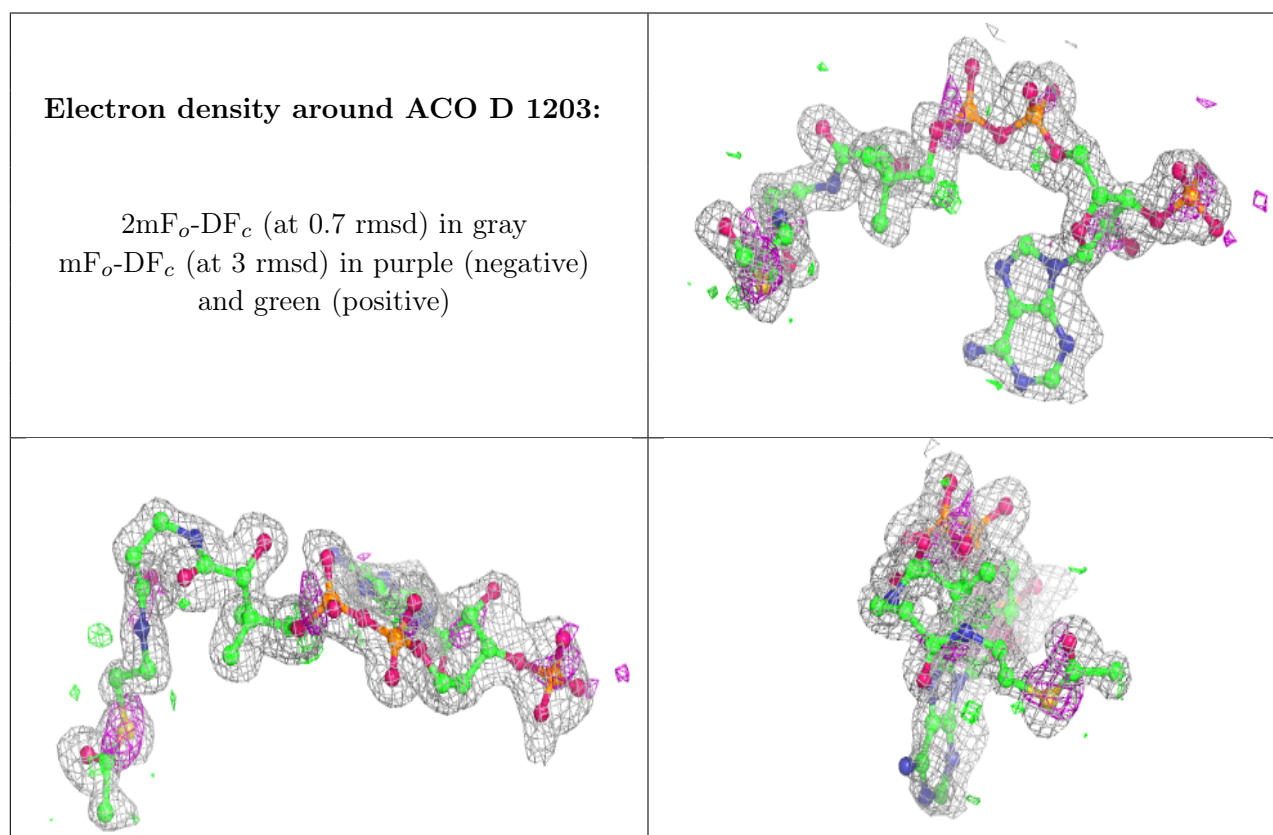 Electron density around ACO D 1203:
2mFₒ-DF𝒸 (at 0.7 rmsd) in gray
mFₒ-DF𝒸 (at 3 rmsd) in purple (negative)
and green (positive)